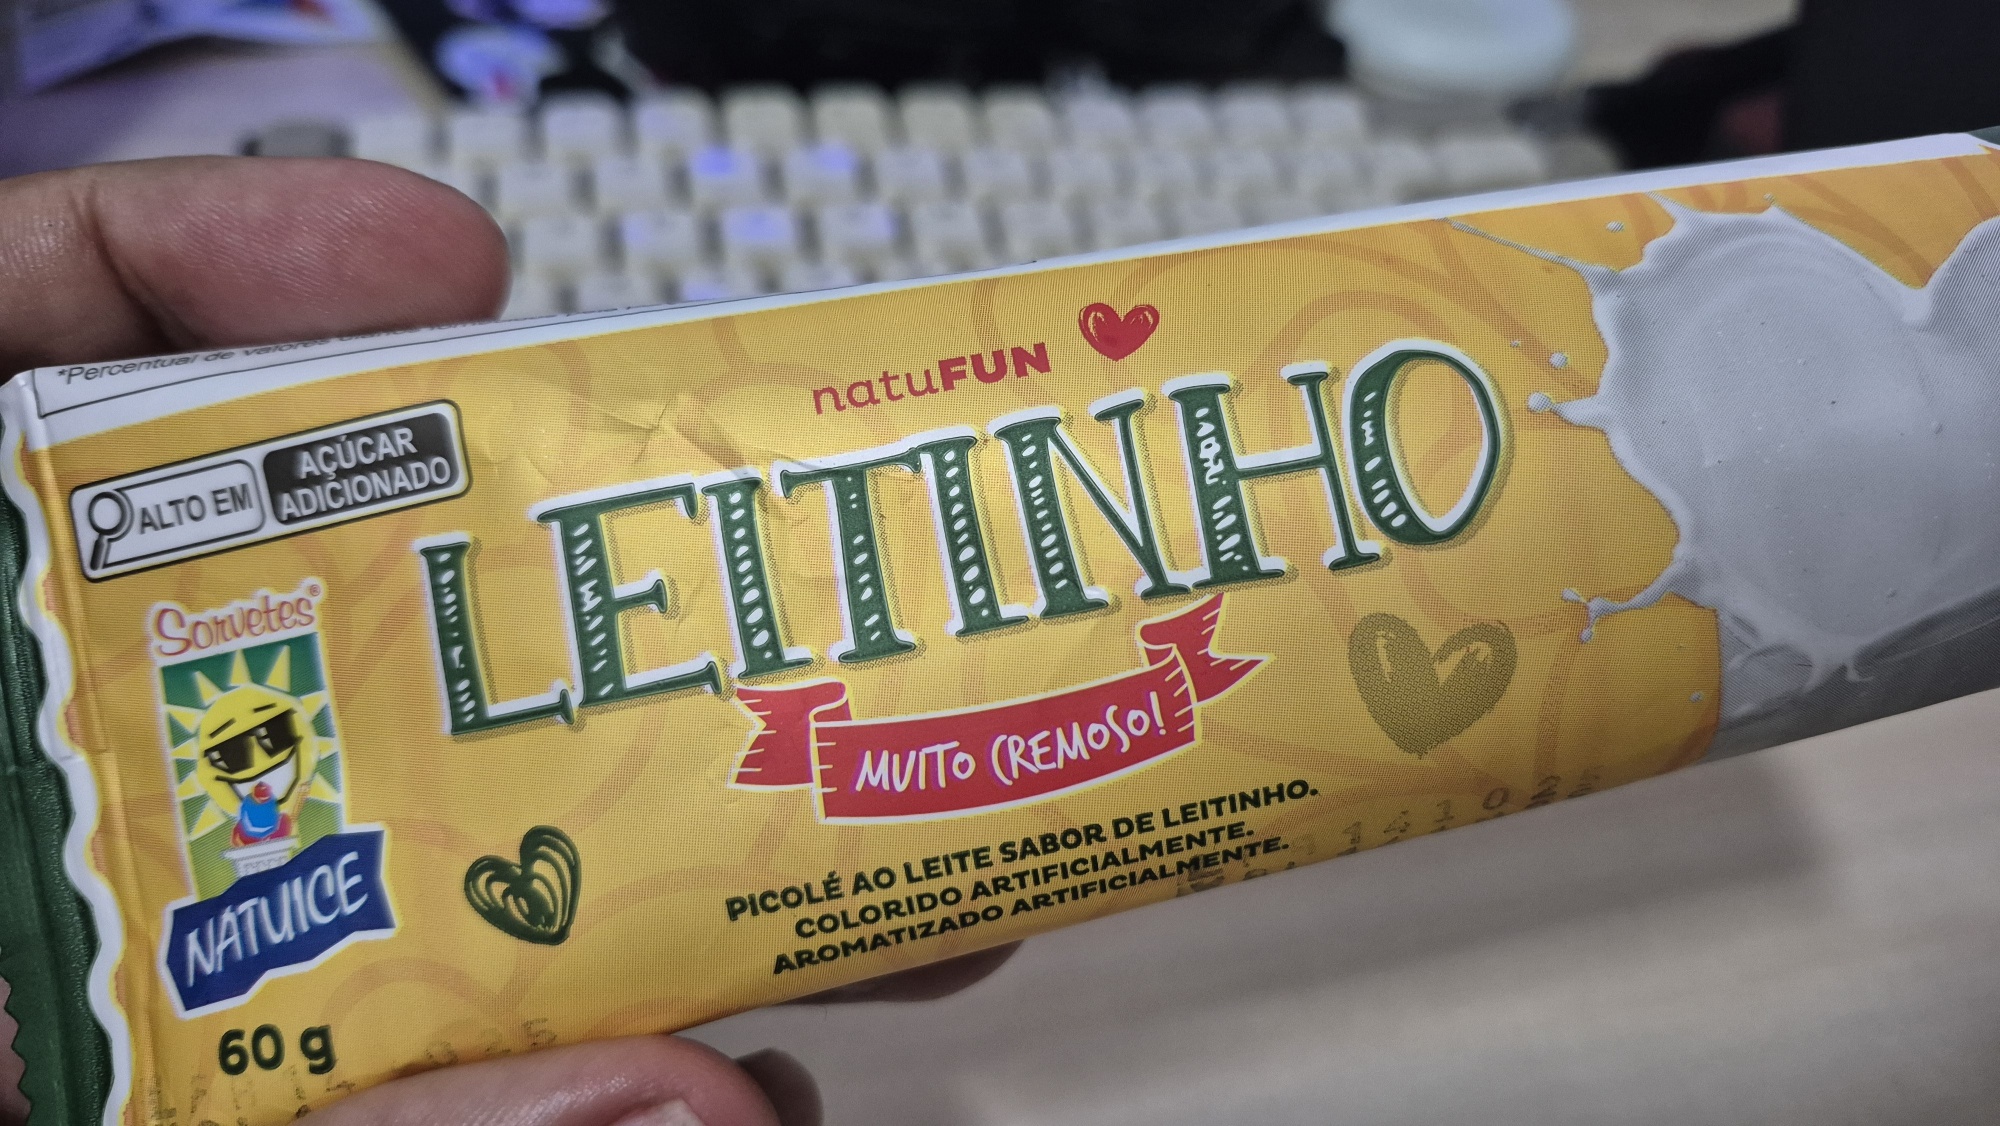 *Percentual de valores
ALTO EM
AÇÚCAR
ADICIONADO
natuFUN
LEITINHO
MUITO CREMOSO!
Sorvetes®
NATUICE
PICOLÉ AO LEITE SABOR DE LEITINHO.
COLORIDO ARTIFICIALMENTE.
AROMATIZADO ARTIFICIALMENTE.
60 g